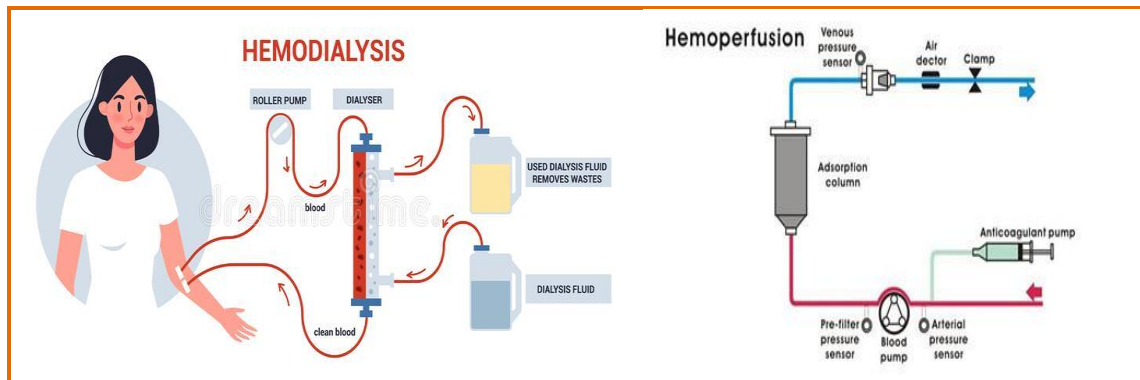 HEMODIALYSIS
ROLLER PUMP
DIALYSER
USED DIALYSIS FLUID
REMOVES WASTES
blood
dreamstime.
DIALYSIS FLUID
clean blood
Hemoperfusion
Venous
pressure
sensor
Air
dector
Clamp
Adsorption
column
Anticoagulant pump
Pre-filter
pressure
sensor
Blood
pump
Arterial
pressure
sensor